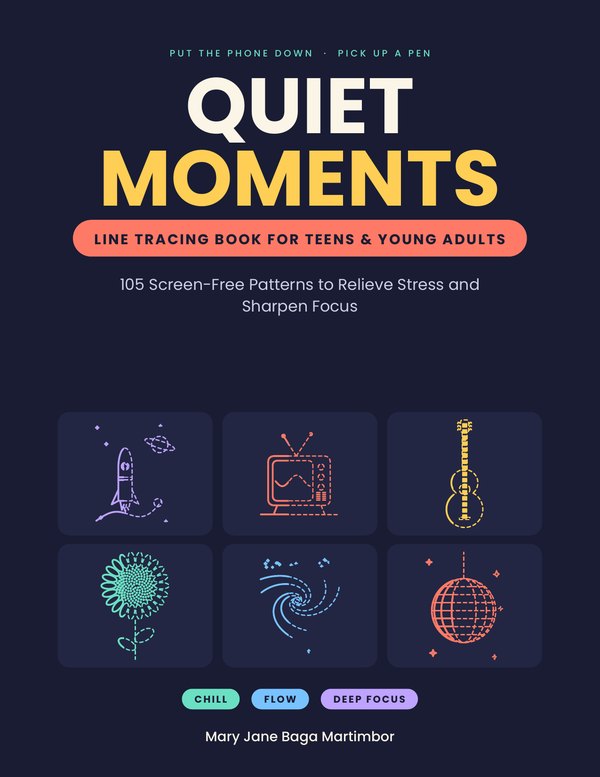 PUT THE PHONE DOWN · PICK UP A PEN
QUIET
MOMENTS
LINE TRACING BOOK FOR TEENS & YOUNG ADULTS
105 Screen-Free Patterns to Relieve Stress and
Sharpen Focus
CHILL FLOW DEEP FOCUS
Mary Jane Baga Martimbor